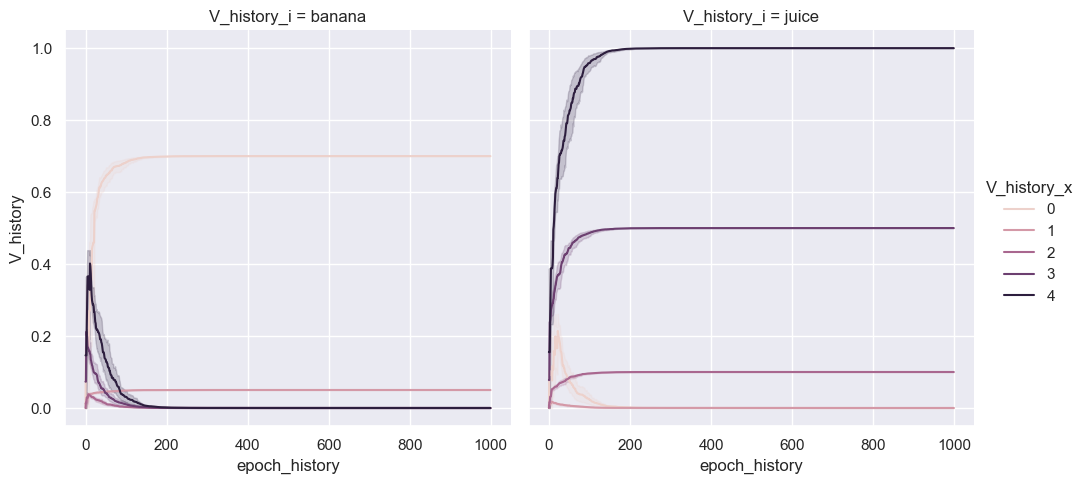 V_history_i = banana
V_history_i = juice
V_history
1.0
0.8
0.6
0.4
0.2
0.0
0 200 400 600 800 1000
0 200 400 600 800 1000
epoch_history
epoch_history
V_history_x
0
1
2
3
4